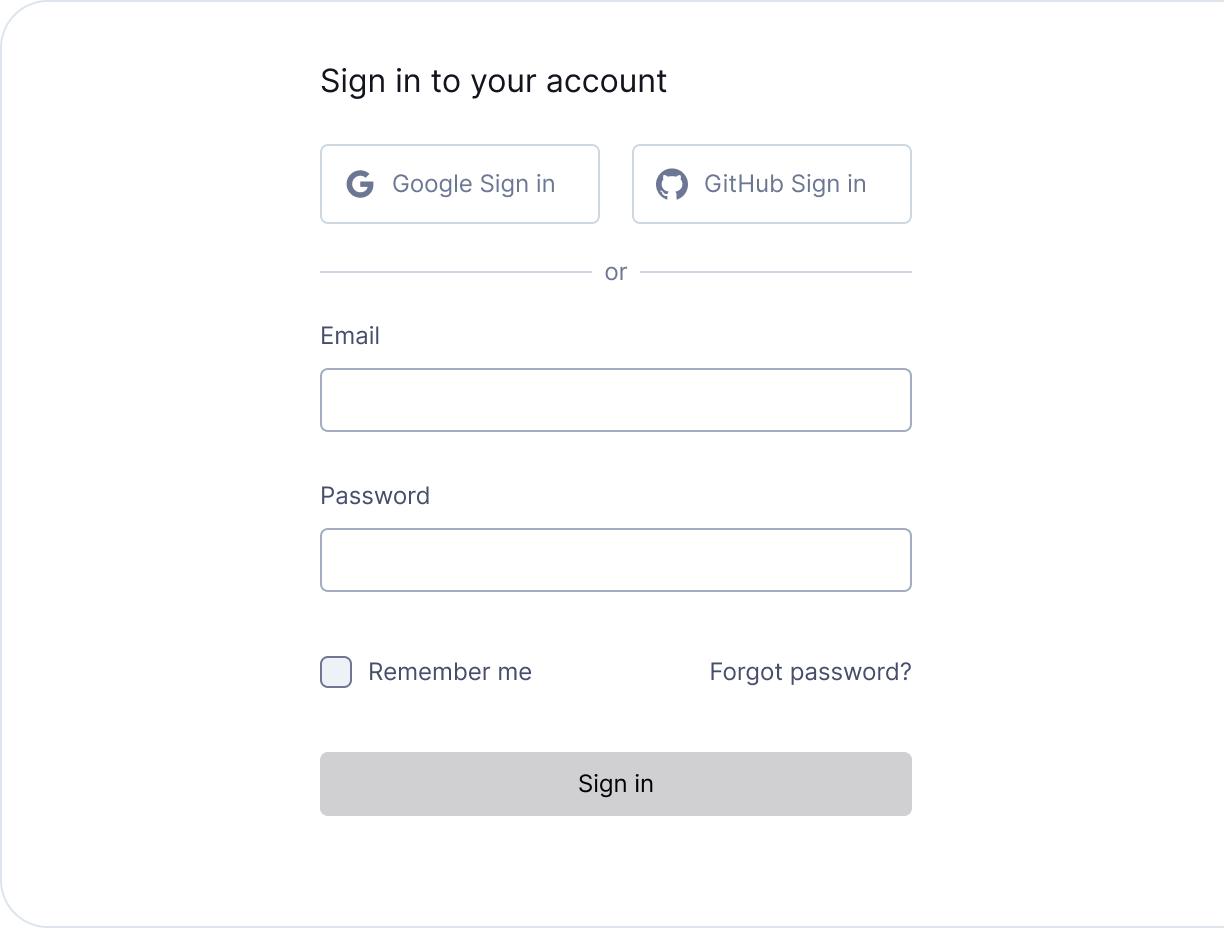 Sign in to your account
Google Sign in
GitHub Sign in
or
Email
Password
Remember me
Forgot password?
Sign in